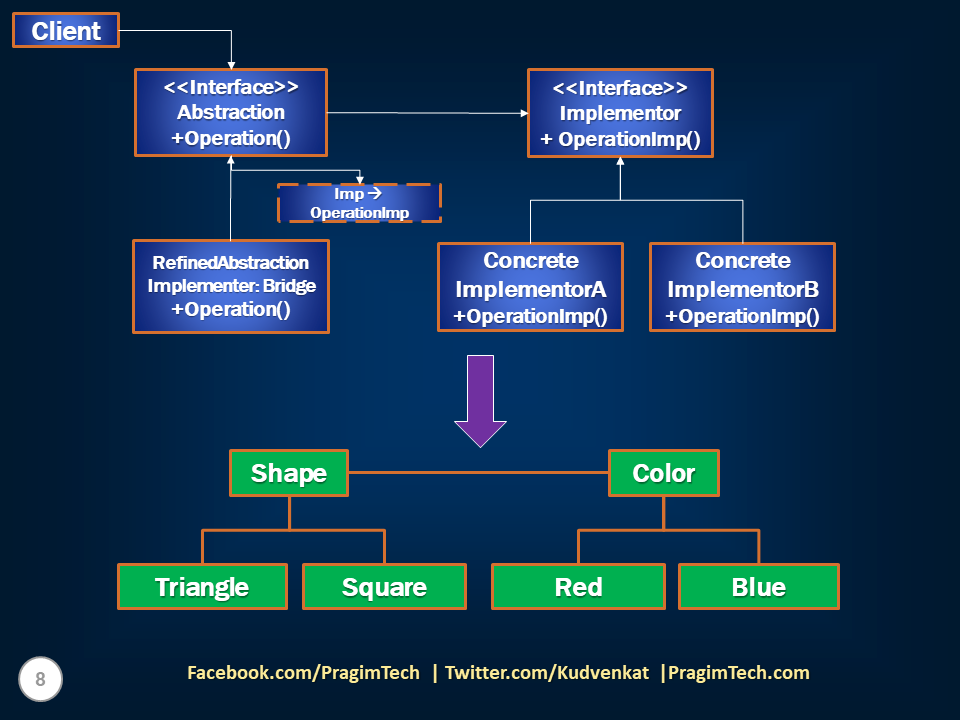 Client
<<Interface>>
Abstraction
+Operation()
<<Interface>>
Implementor
+ OperationImp()
Imp →
OperationImp
RefinedAbstraction
Implementer: Bridge
+Operation()
Concrete
ImplementorA
+OperationImp()
Concrete
ImplementorB
+OperationImp()
Shape
Color
Triangle
Square
Red
Blue
8
Facebook.com/PragimTech | Twitter.com/Kudvenkat |PragimTech.com